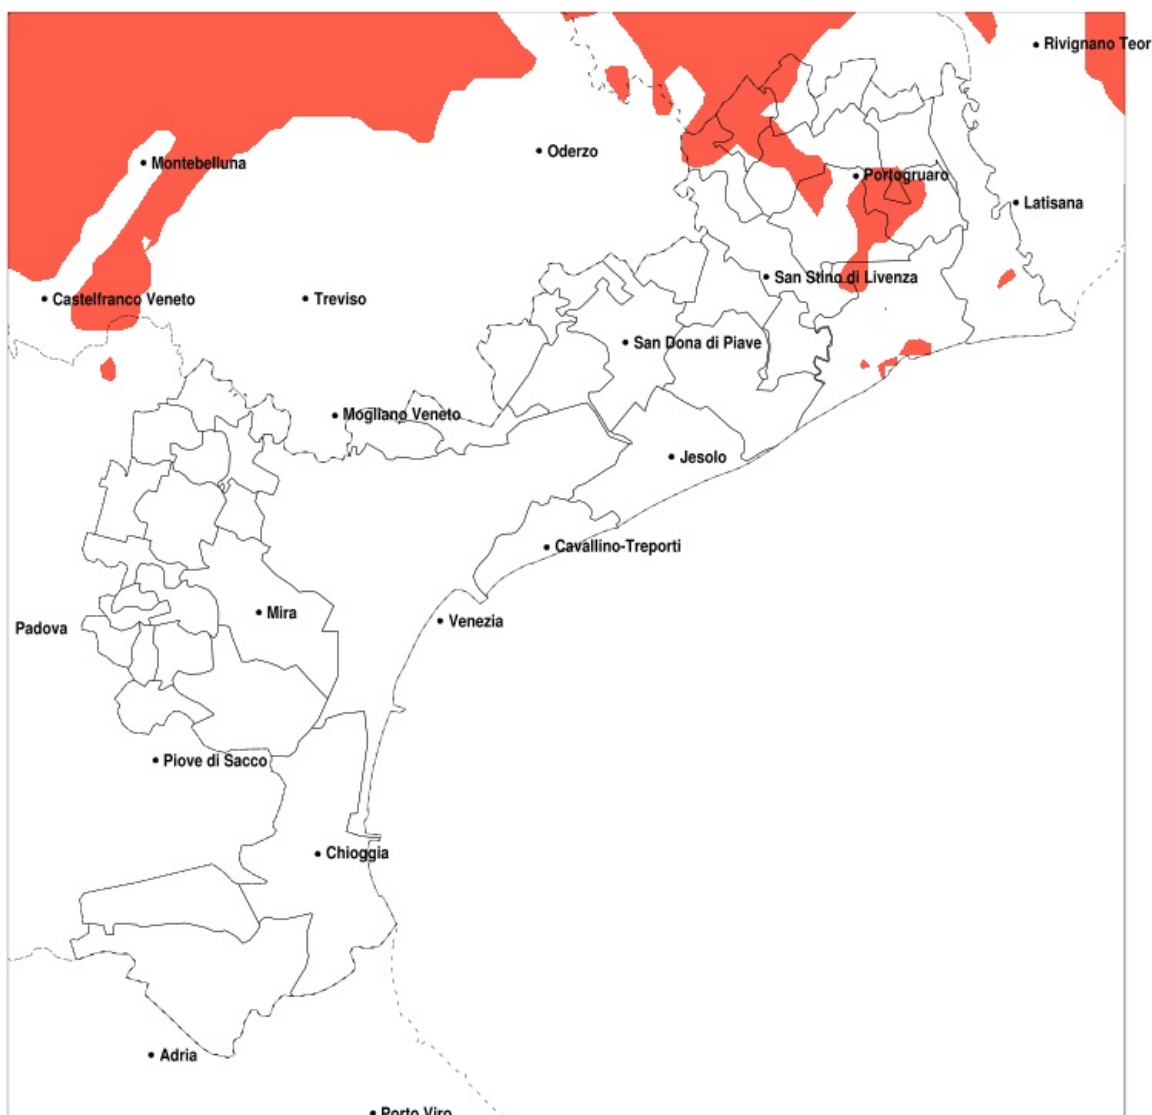 Rivignano Teor
Oderzo
Montebelluna
Portogruaro
Latisana
San Stino di Livenza
Castelfranco Veneto
Treviso
San Dona di Piave
Mogliano Veneto
Jesolo
Cavallino-Treporti
Mira
Venezia
Padova
Piove di Sacco
Chioggia
Adria
Porto Viro